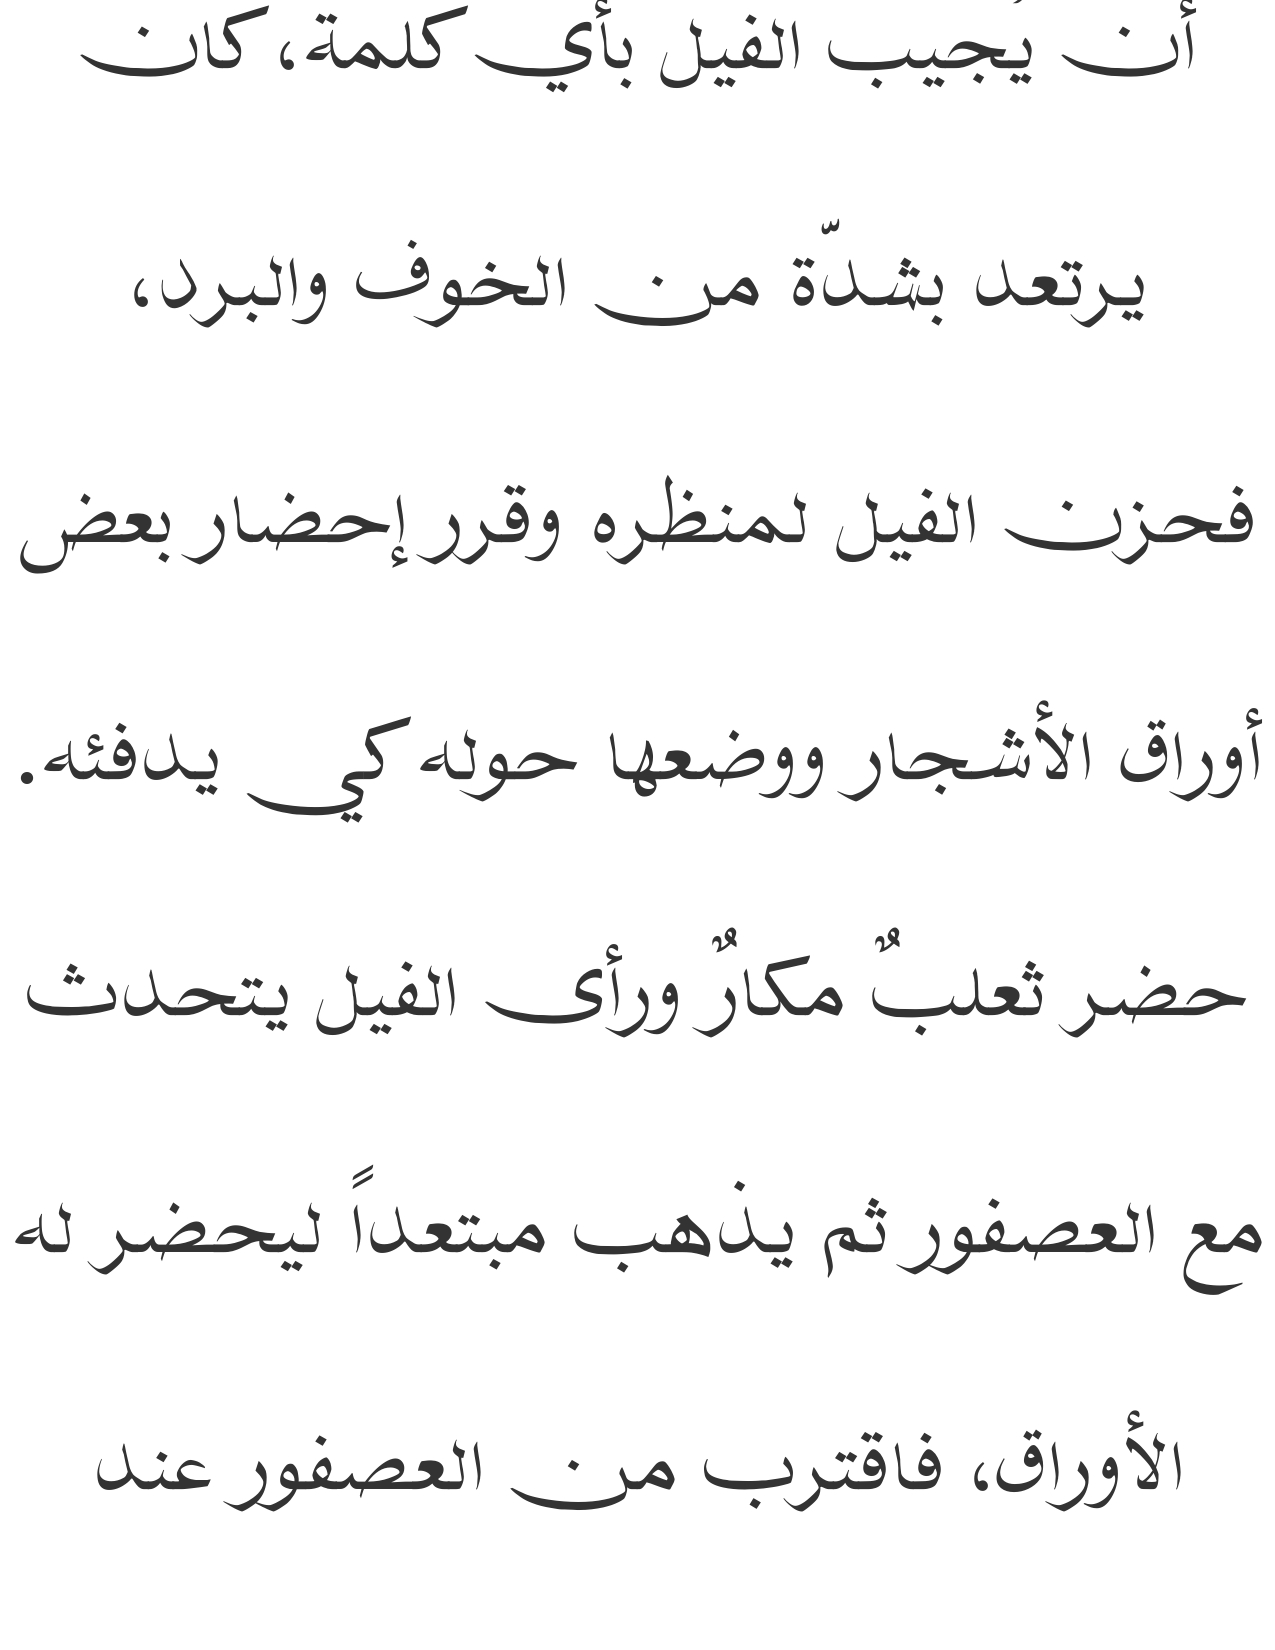 أن يُجيب الفيل بأي كلمة، كان
يرتعد بشدّة من الخوف والبرد،
فحزن الفيل لمنظره وقرر إحضار بعض
أوراق الأشجار ووضعها حوله كي يدفئه.
حضر ثعلبٌ مكارٌ ورأى الفيل يتحدث
مع العصفور ثم يذهب مبتعداً ليحضر له
الأوراق، فاقترب من العصفور عند